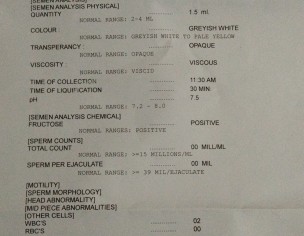 [SEMEN ANALYSIS PHYSICAL]
QUANTITY ............ 1.5 ml.
NORMAL RANGE: 2-4 ML
COLOUR ............ GREYISH WHITE
NORMAL RANGE: GREYISH WHITE TO PALE YELLOW
TRANSPERANCY ............ OPAQUE
NORMAL RANGE: OPAQUE
VISCOSITY ............ VISCOUS
NORMAL RANGE: VISCID
TIME OF COLLECTION ............ 11:30 AM
TIME OF LIQUIFICATION ............ 30 MIN
pH ............ 7.5
NORMAL RANGE: 7.2 - 8.0
[SEMEN ANALYSIS CHEMICAL]
FRUCTOSE ............ POSITIVE
NORMAL RANGE: POSITIVE
[SPERM COUNTS]
TOTAL COUNT ............ 00 MILL/ML
NORMAL RANGE: >=15 MILLIONS/ML
SPERM PER EJACULATE ............ 00 MIL
NORMAL RANGE: >= 39 MIL/EJACULATE
[MOTILITY]
[SPERM MORPHOLOGY]
[HEAD ABNORMALITY]
[MID PIECE ABNORMALITIES]
[OTHER CELLS]
WBC'S ............ 02
RBC'S ............ 00